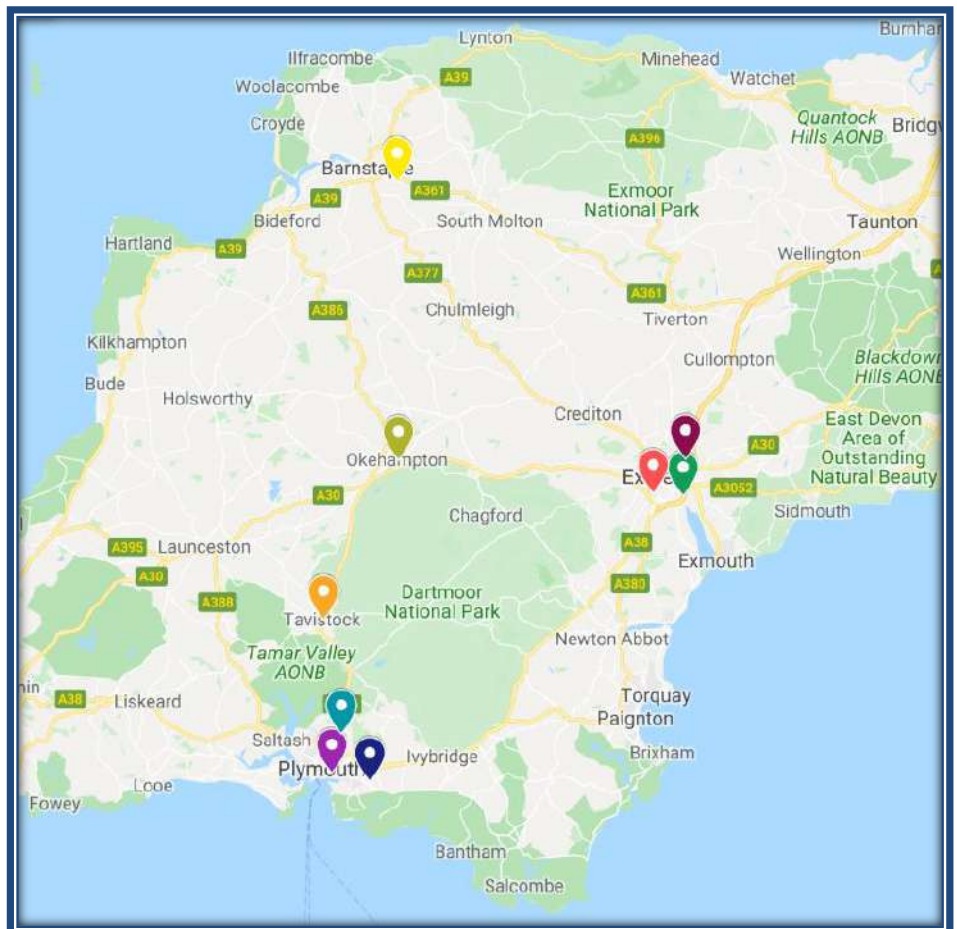 Burnham
Lynton
Ilfracombe
Minehead
Watchet
A39
Woolacombe
Quantock
Hills AONB
Croyde
Bridgw
A396
Barnstaple
A361
Exmoor
National Park
A39
Bideford
South Molton
Taunton
Hartland
A39
Wellington
A377
A361
A386
Chulmleigh
Tiverton
Kilkhampton
Cullompton
Blackdown
Hills AONB
Bude
Holsworthy
Crediton
East Devon
Area of
Outstanding
Natural Beauty
A30
Okehampton
A3052
A30
Chagford
Sidmouth
A395
Launceston
A38
Exmouth
A30
A380
A388
Dartmoor
National Park
Tavistock
Newton Abbot
Tamar Valley
AONB
Torquay
A38
Liskeard
Paignton
Saltash
Ivybridge
Brixham
Plymouth
Looe
Fowey
Bantham
Salcombe